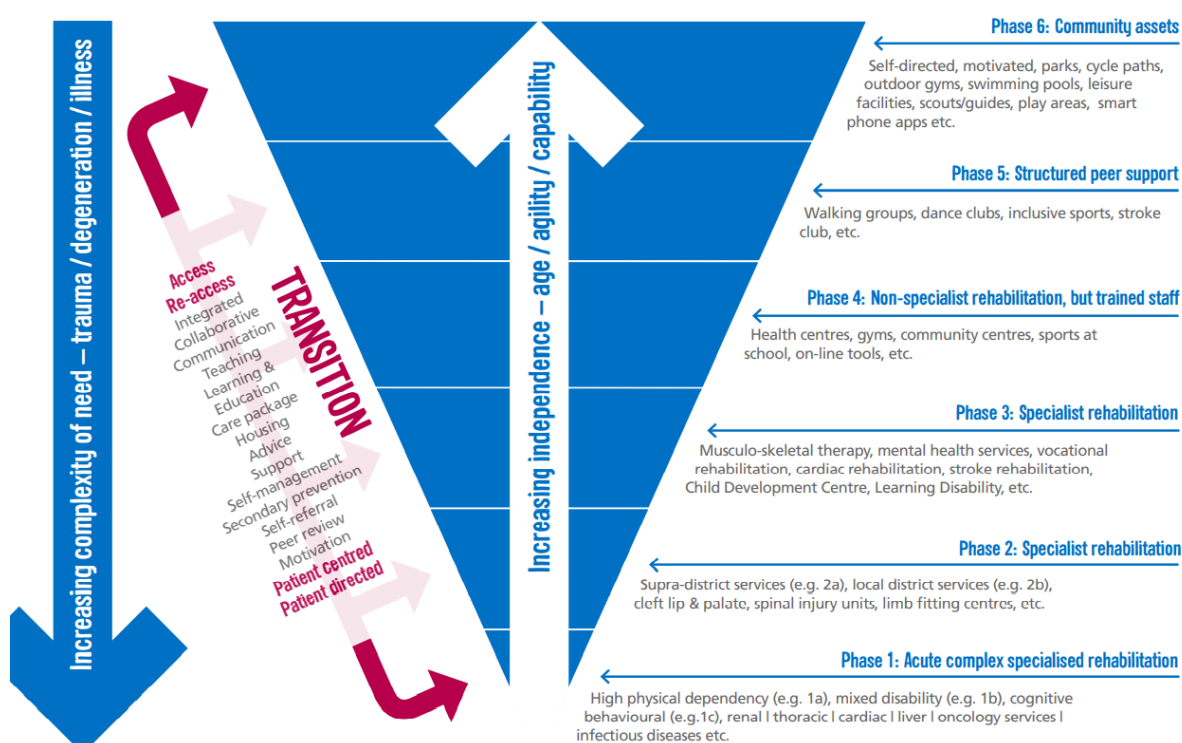 Increasing complexity of need – trauma / degeneration / illness
Access
Re-access
Integrated
Collaborative
Communication
Teaching
Learning &
Education
Care package
Housing
Advice
Support
Self-management
Secondary prevention
Self-referral
Peer review
Motivation
Patient centred
Patient directed
TRANSITION
Increasing independence – age / agility / capability
Phase 6: Community assets
Self-directed, motivated, parks, cycle paths,
outdoor gyms, swimming pools, leisure
facilities, scouts/guides, play areas, smart
phone apps etc.
Phase 5: Structured peer support
Walking groups, dance clubs, inclusive sports, stroke
club, etc.
Phase 4: Non-specialist rehabilitation, but trained staff
Health centres, gyms, community centres, sports at
school, on-line tools, etc.
Phase 3: Specialist rehabilitation
Musculo-skeletal therapy, mental health services, vocational
rehabilitation, cardiac rehabilitation, stroke rehabilitation,
Child Development Centre, Learning Disability, etc.
Phase 2: Specialist rehabilitation
Supra-district services (e.g. 2a), local district services (e.g. 2b),
cleft lip & palate, spinal injury units, limb fitting centres, etc.
Phase 1: Acute complex specialised rehabilitation
High physical dependency (e.g. 1a), mixed disability (e.g. 1b), cognitive
behavioural (e.g.1c), renal l thoracic l cardiac l liver l oncology services l
infectious diseases etc.